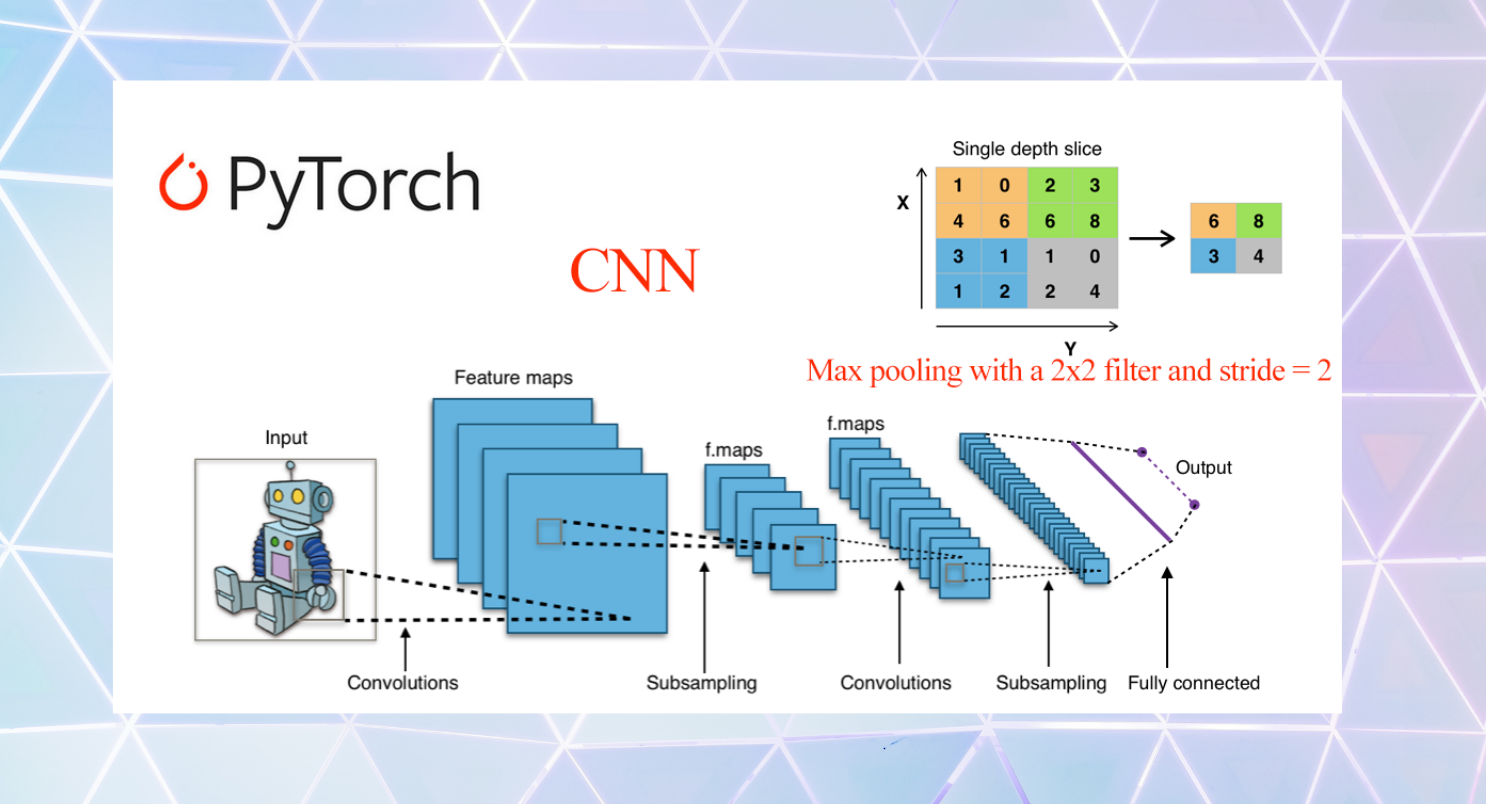 PyTorch
CNN
Single depth slice
X
1 0 2 3
4 6 6 8
3 1 1 0
1 2 2 4
6 8
3 4
Y
Max pooling with a 2x2 filter and stride = 2
Input
Feature maps
f.maps
f.maps
Output
Convolutions
Subsampling
Convolutions
Subsampling
Fully connected